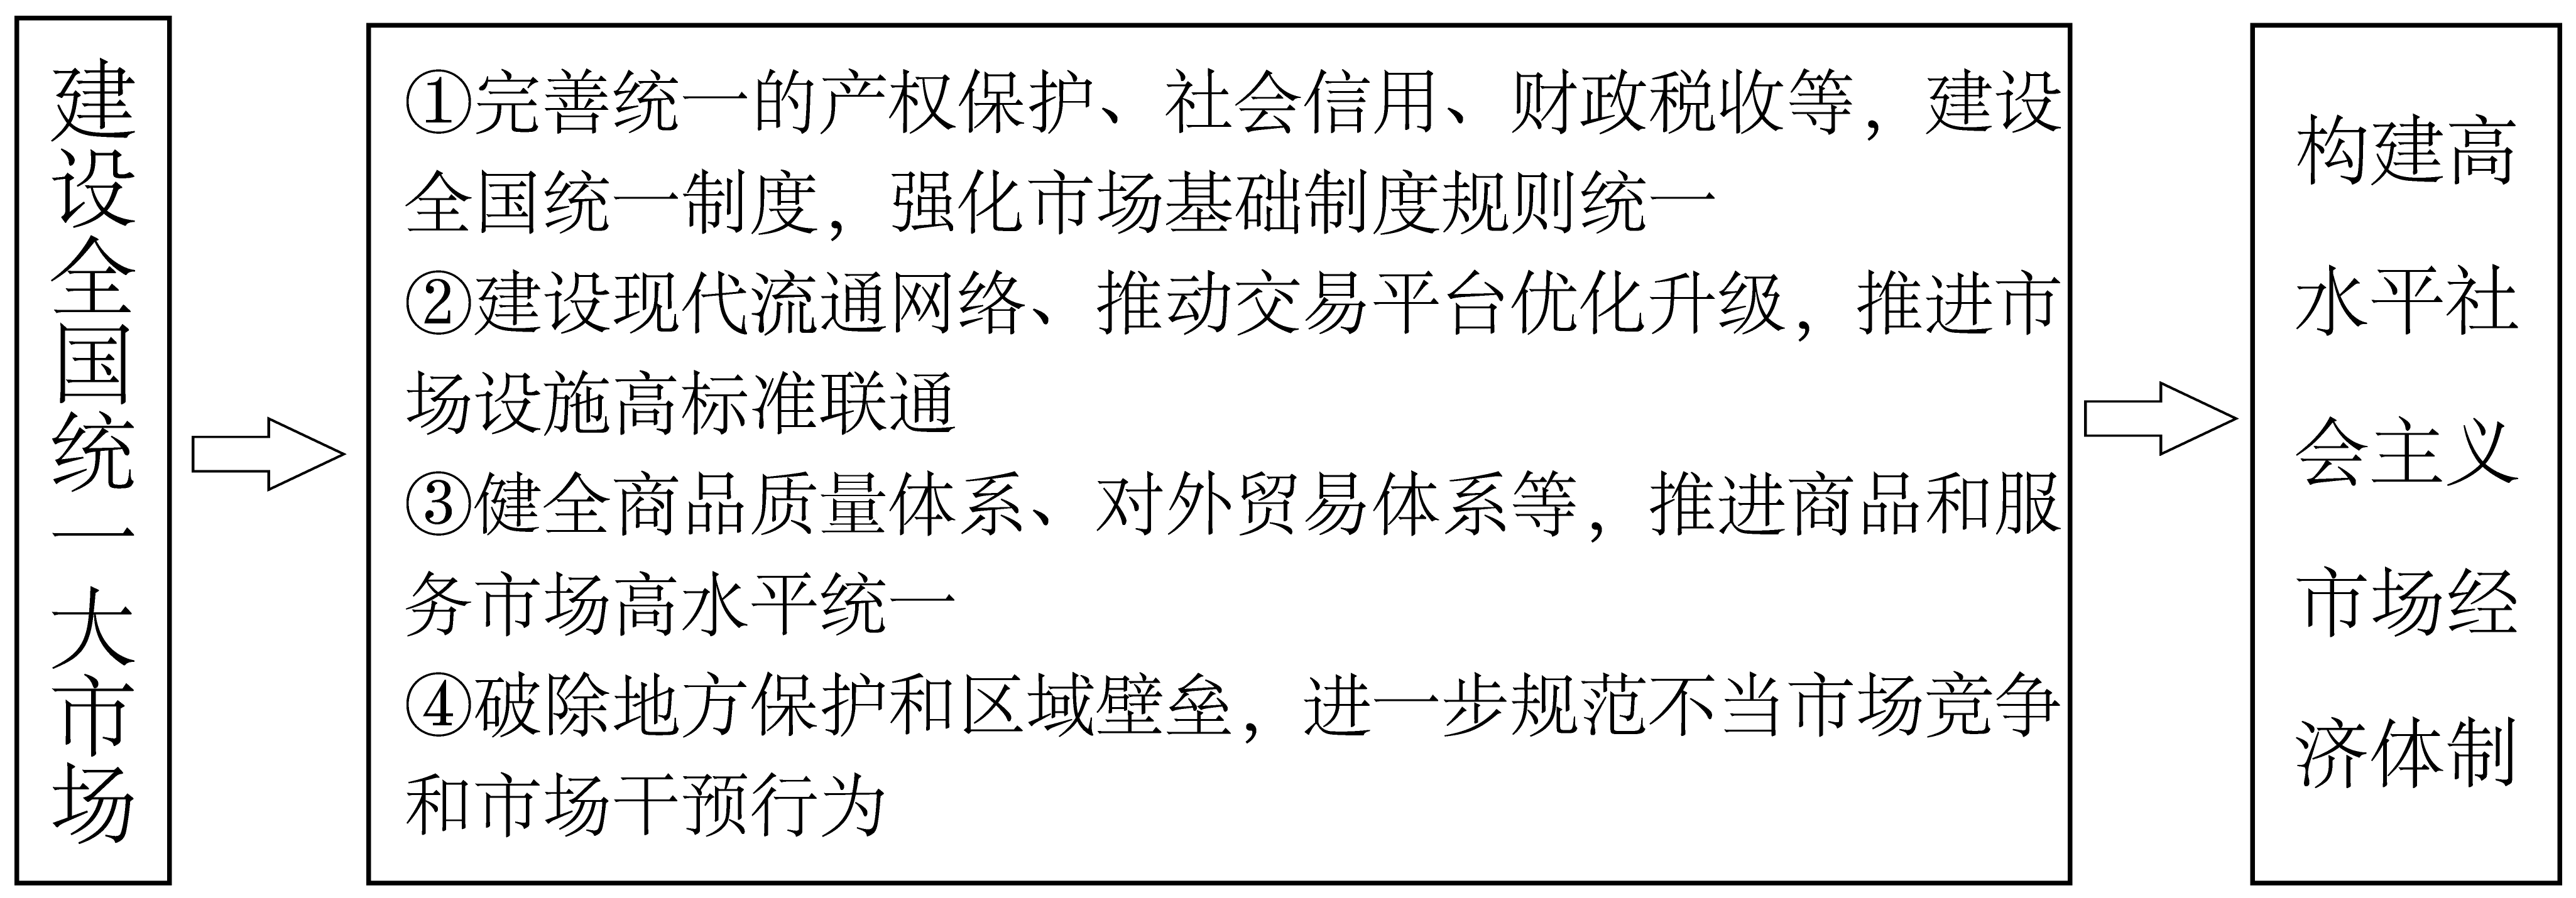 建设全国统一大市场
①完善统一的产权保护、社会信用、财政税收等，建设
全国统一制度，强化市场基础制度规则统一
②建设现代流通网络、推动交易平台优化升级，推进市
场设施高标准联通
③健全商品质量体系、对外贸易体系等，推进商品和服
务市场高水平统一
④破除地方保护和区域壁垒，进一步规范不当市场竞争
和市场干预行为
构建高
水平社
会主义
市场经
济体制